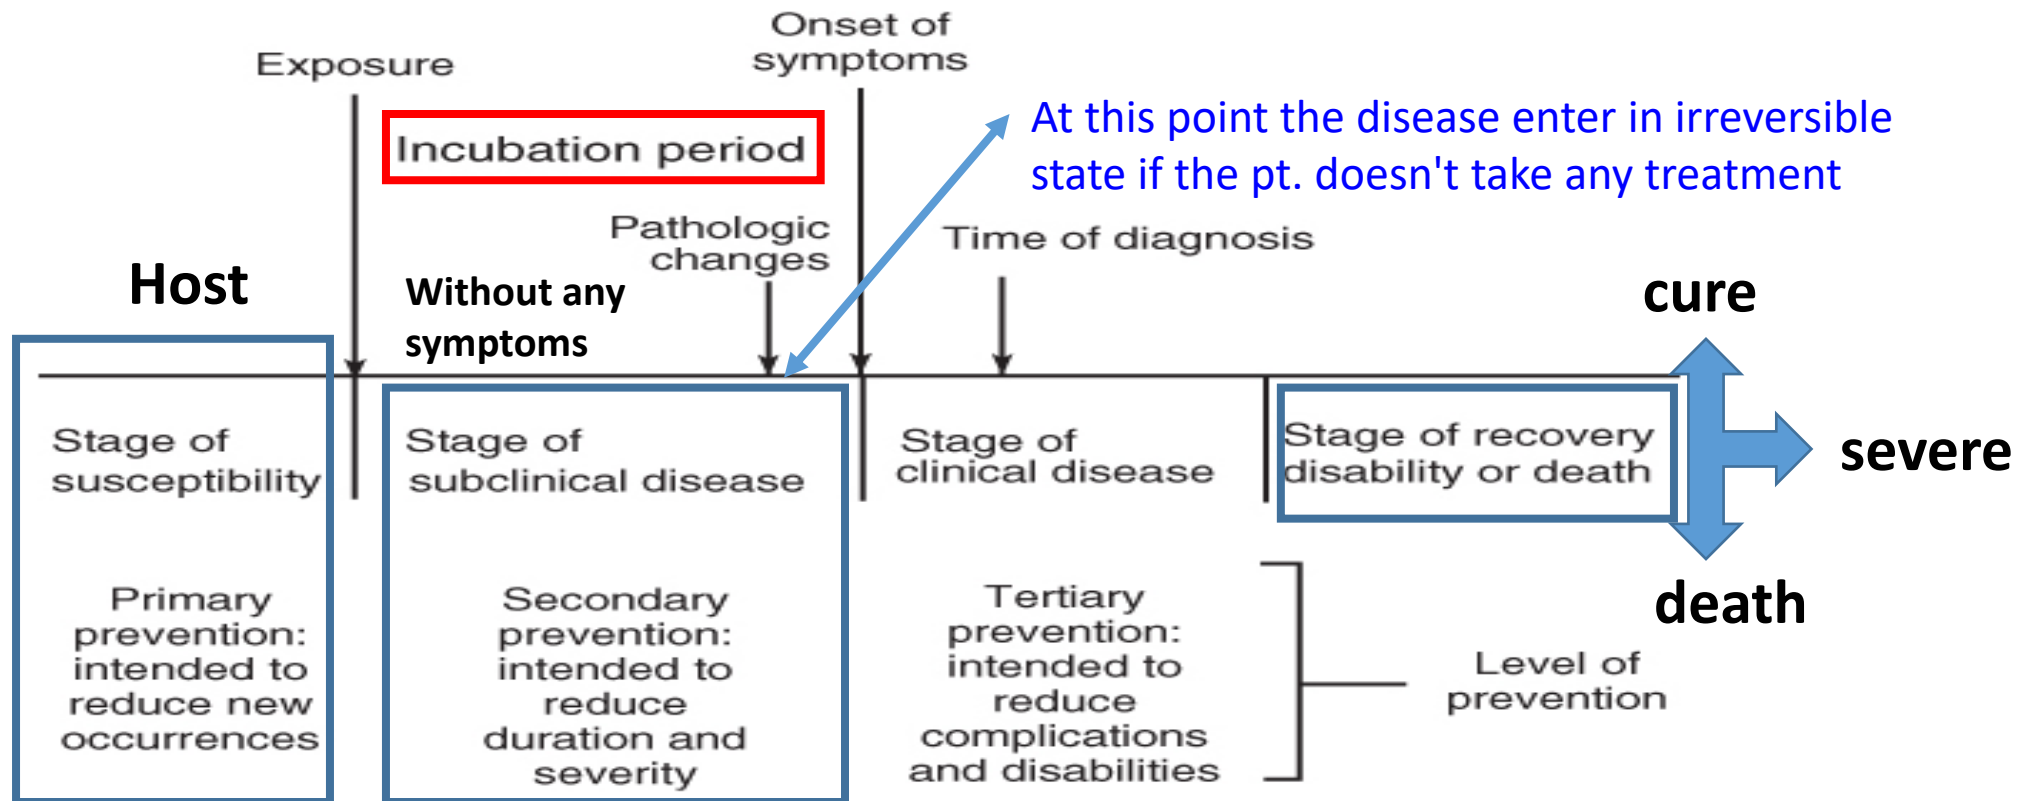 Onset of
symptoms
Exposure
Incubation period
At this point the disease enter in irreversible
state if the pt. doesn't take any treatment
Pathologic
changes
Time of diagnosis
Host
Without any
symptoms
cure
Stage of
susceptibility
Stage of
subclinical disease
Stage of
clinical disease
Stage of recovery
disability or death
severe
death
Primary
prevention:
intended to
reduce new
occurrences
Secondary
prevention:
intended to
reduce
duration and
severity
Tertiary
prevention:
intended to
reduce
complications
and disabilities
Level of
prevention